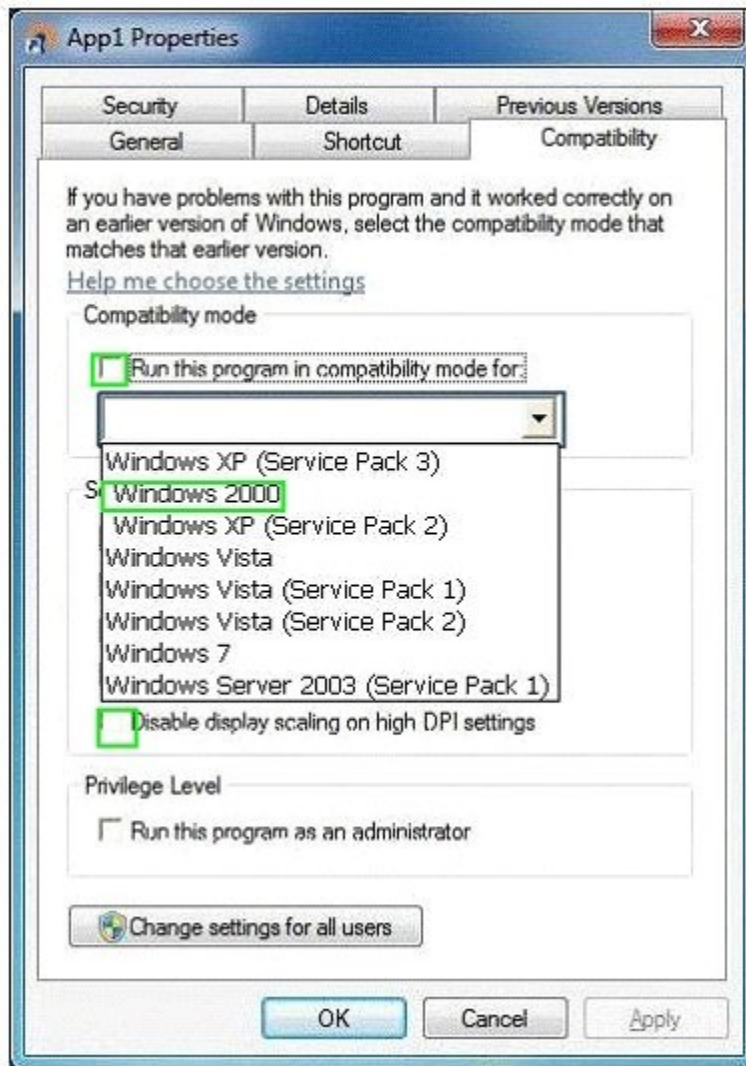 App1 Properties
Security Details Previous Versions
General Shortcut Compatibility
If you have problems with this program and it worked correctly on
an earlier version of Windows, select the compatibility mode that
matches that earlier version.
Help me choose the settings
Compatibility mode
Run this program in compatibility mode for:
Windows XP (Service Pack 3)
Windows 2000
Windows XP (Service Pack 2)
Windows Vista
Windows Vista (Service Pack 1)
Windows Vista (Service Pack 2)
Windows 7
Windows Server 2003 (Service Pack 1)
Disable display scaling on high DPI settings
Privilege Level
Run this program as an administrator
Change settings for all users
OK Cancel Apply